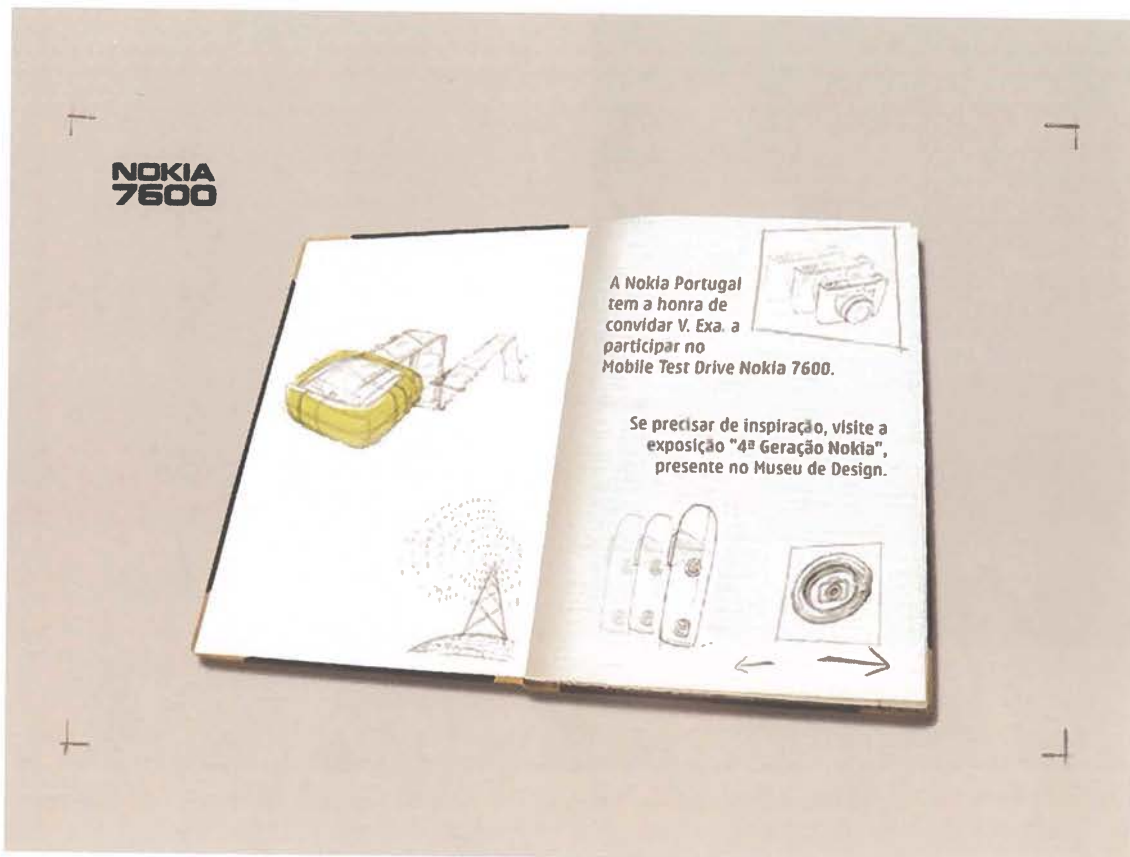 NOKIA
7600
A Nokia Portugal
tem a honra de
convidar V. Exa. a
participar no
Mobile Test Drive Nokia 7600.
Se precisar de inspiração, visite a
exposição "4ª Geração Nokia",
presente no Museu de Design.